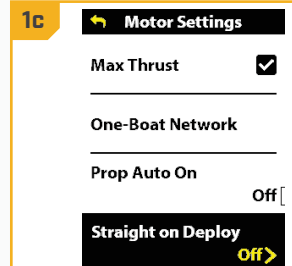 1c
Motor Settings
Max Thrust
One-Boat Network
Prop Auto On
Off
Straight on Deploy
Off